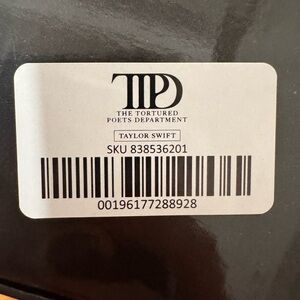 TTPD
THE TORTURED
POETS DEPARTMENT
TAYLOR SWIFT
SKU 838536201
00196177288928